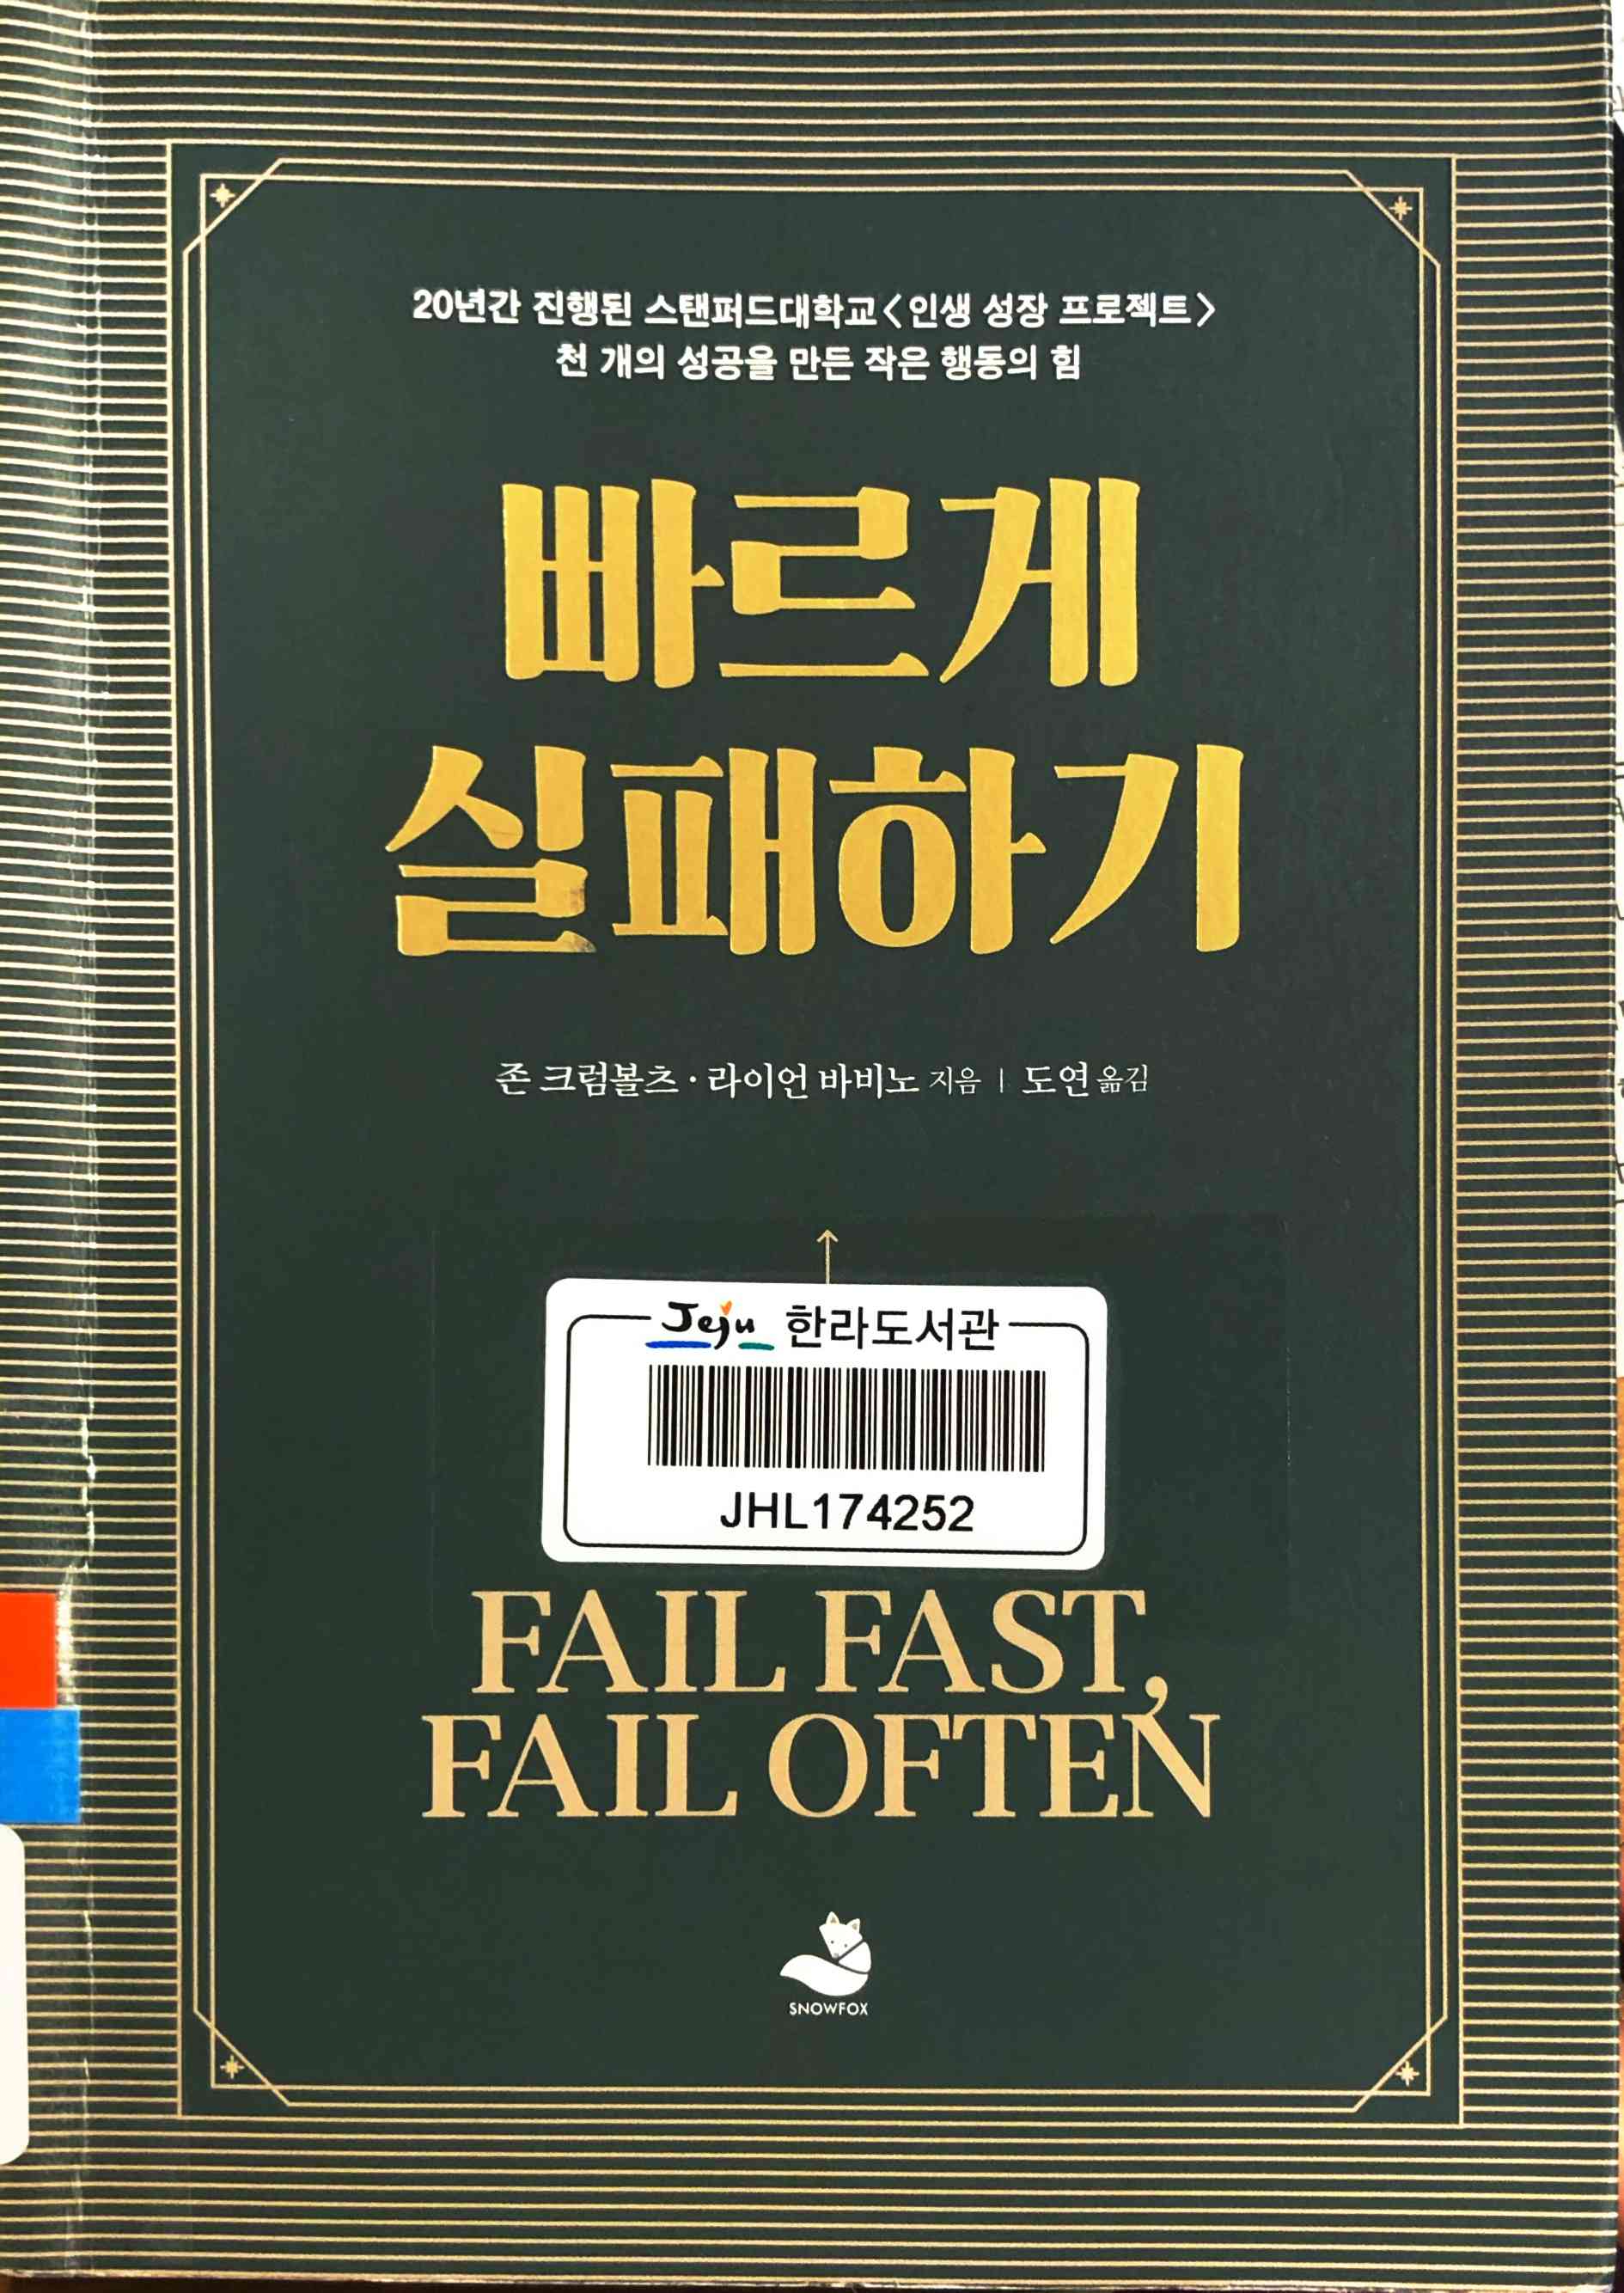 20년간 진행된 스탠퍼드대학교<인생 성장 프로젝트>
천 개의 성공을 만든 작은 행동의 힘
빠르게
실패하기
존 크럼볼츠·라이언 바비노 지음 | 도연 옮김
Jeju 한라도서관
JHL174252
FAIL FAST,
FAIL OFTEN
SNOWFOX